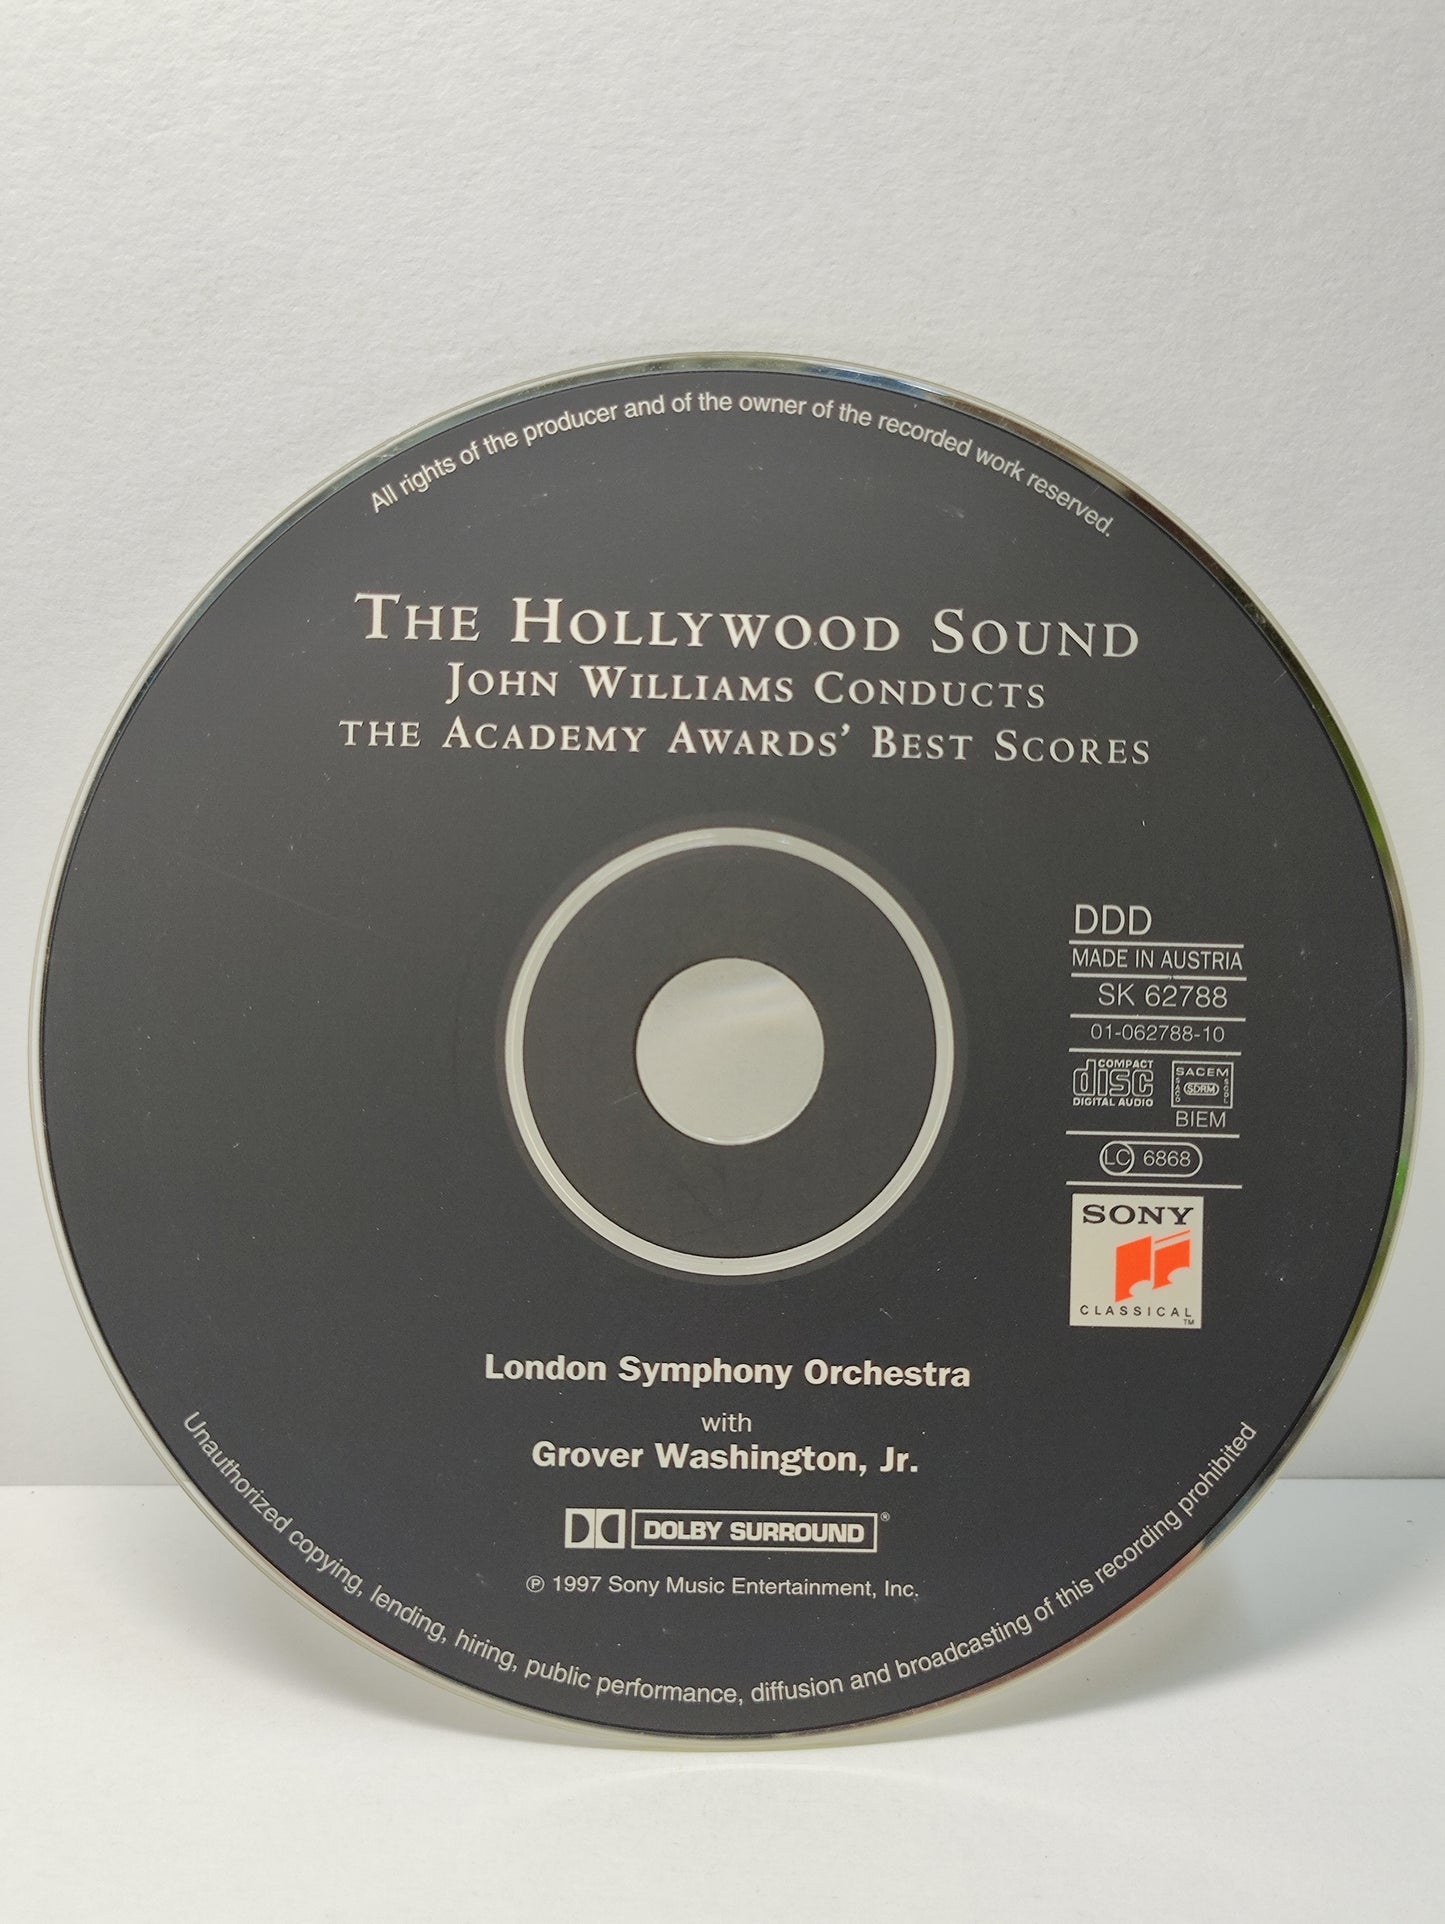 All rights of the producer and of the owner of the recorded work reserved.
THE HOLLYWOOD SOUND
JOHN WILLIAMS CONDUCTS
THE ACADEMY AWARDS' BEST SCORES
DDD
MADE IN AUSTRIA
SK 62788
01-062788-10
COMPACT
disc
DIGITAL AUDIO
SACEM
SACD
SDRM
SGDL
BIEM
LC 6868
SONY
CLASSICAL
TM
London Symphony Orchestra
with
Grover Washington, Jr.
DOLBY SURROUND ®
℗ 1997 Sony Music Entertainment, Inc.
Unauthorized copying, lending, hiring, public performance, diffusion and broadcasting of this recording prohibited